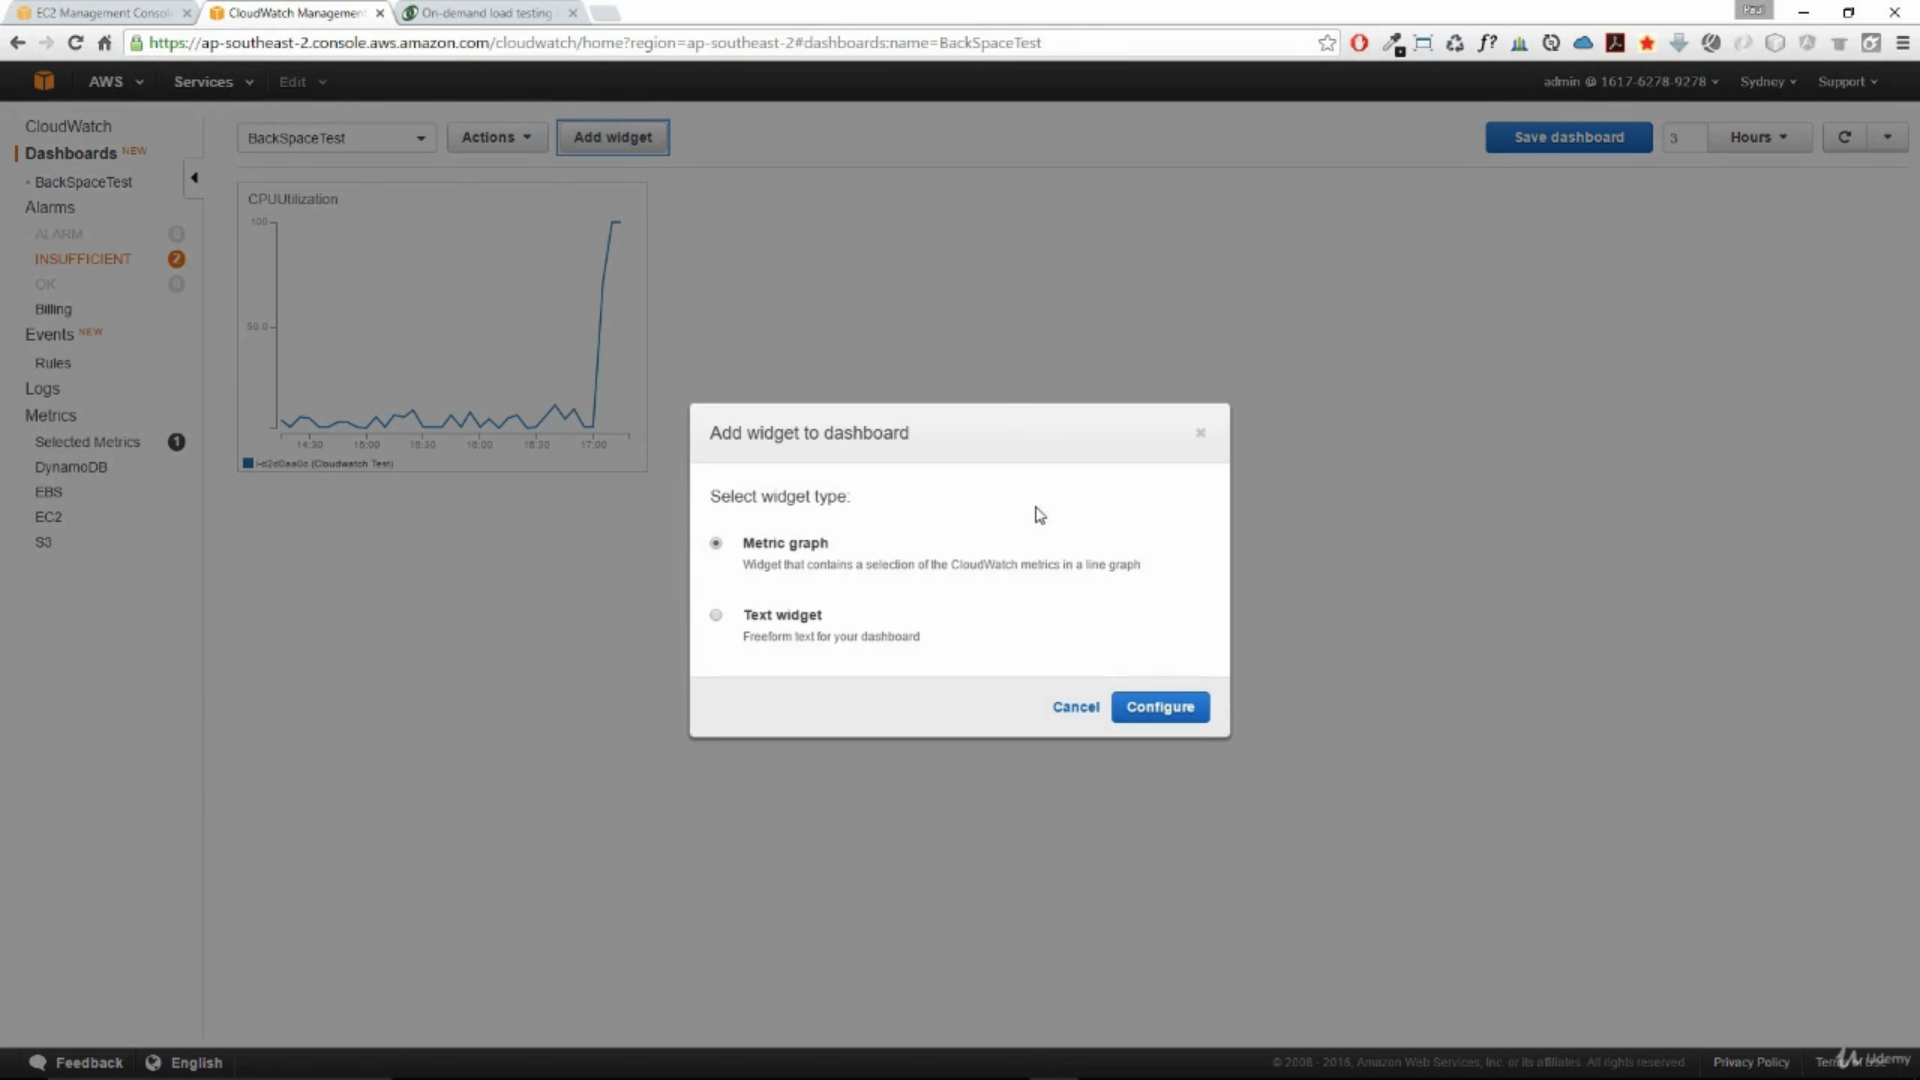 EC2 Management Consol
CloudWatch Management
On-demand load testing
Paul
https://ap-southeast-2.console.aws.amazon.com/cloudwatch/home?region=ap-southeast-2#dashboards:name=BackSpaceTest
f?
AWS
Services
Edit
admin @ 1617-6278-9278
Sydney
Support
CloudWatch
Dashboards NEW
BackSpaceTest
Alarms
ALARM 0
INSUFFICIENT 2
OK 0
Billing
Events NEW
Rules
Logs
Metrics
Selected Metrics 1
DynamoDB
EBS
EC2
S3
BackSpaceTest
Actions
Add widget
Save dashboard
3
Hours
CPUUtilization
100
50.0
14:30 15:00 15:30 16:00 16:30 17:00
(Cloudwatch Test)
Add widget to dashboard
Select widget type:
Metric graph
Widget that contains a selection of the CloudWatch metrics in a line graph
Text widget
Freeform text for your dashboard
Cancel
Configure
Feedback
English
© 2008 - 2016, Amazon Web Services, Inc. or its affiliates. All rights reserved.
Privacy Policy
Udemy